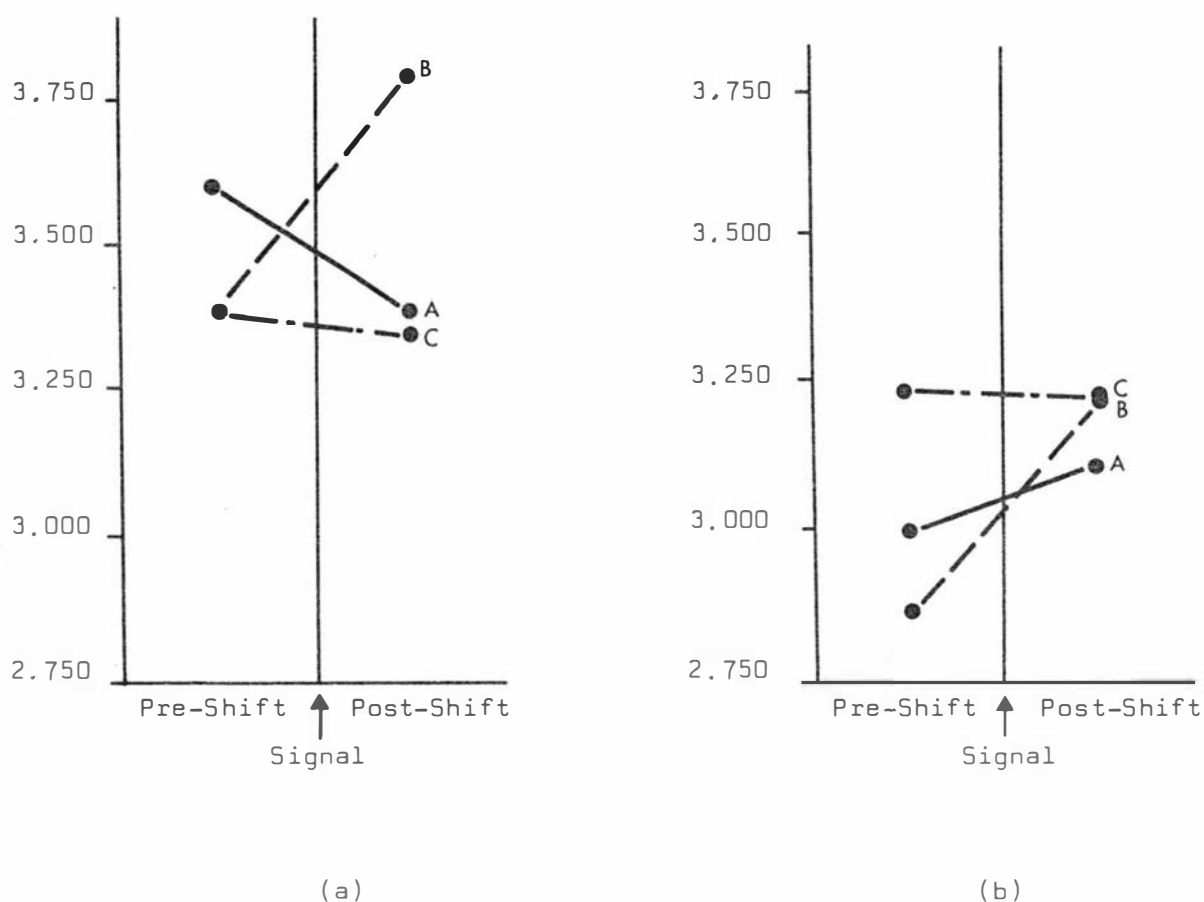 3,750
3,500
3,250
3.000
2.750
B
A
C
Pre-Shift
Post-Shift
Signal
(a)
3,750
3,500
3,250
3.000
2.750
C
B
A
Pre-Shift
Post-Shift
Signal
(b)